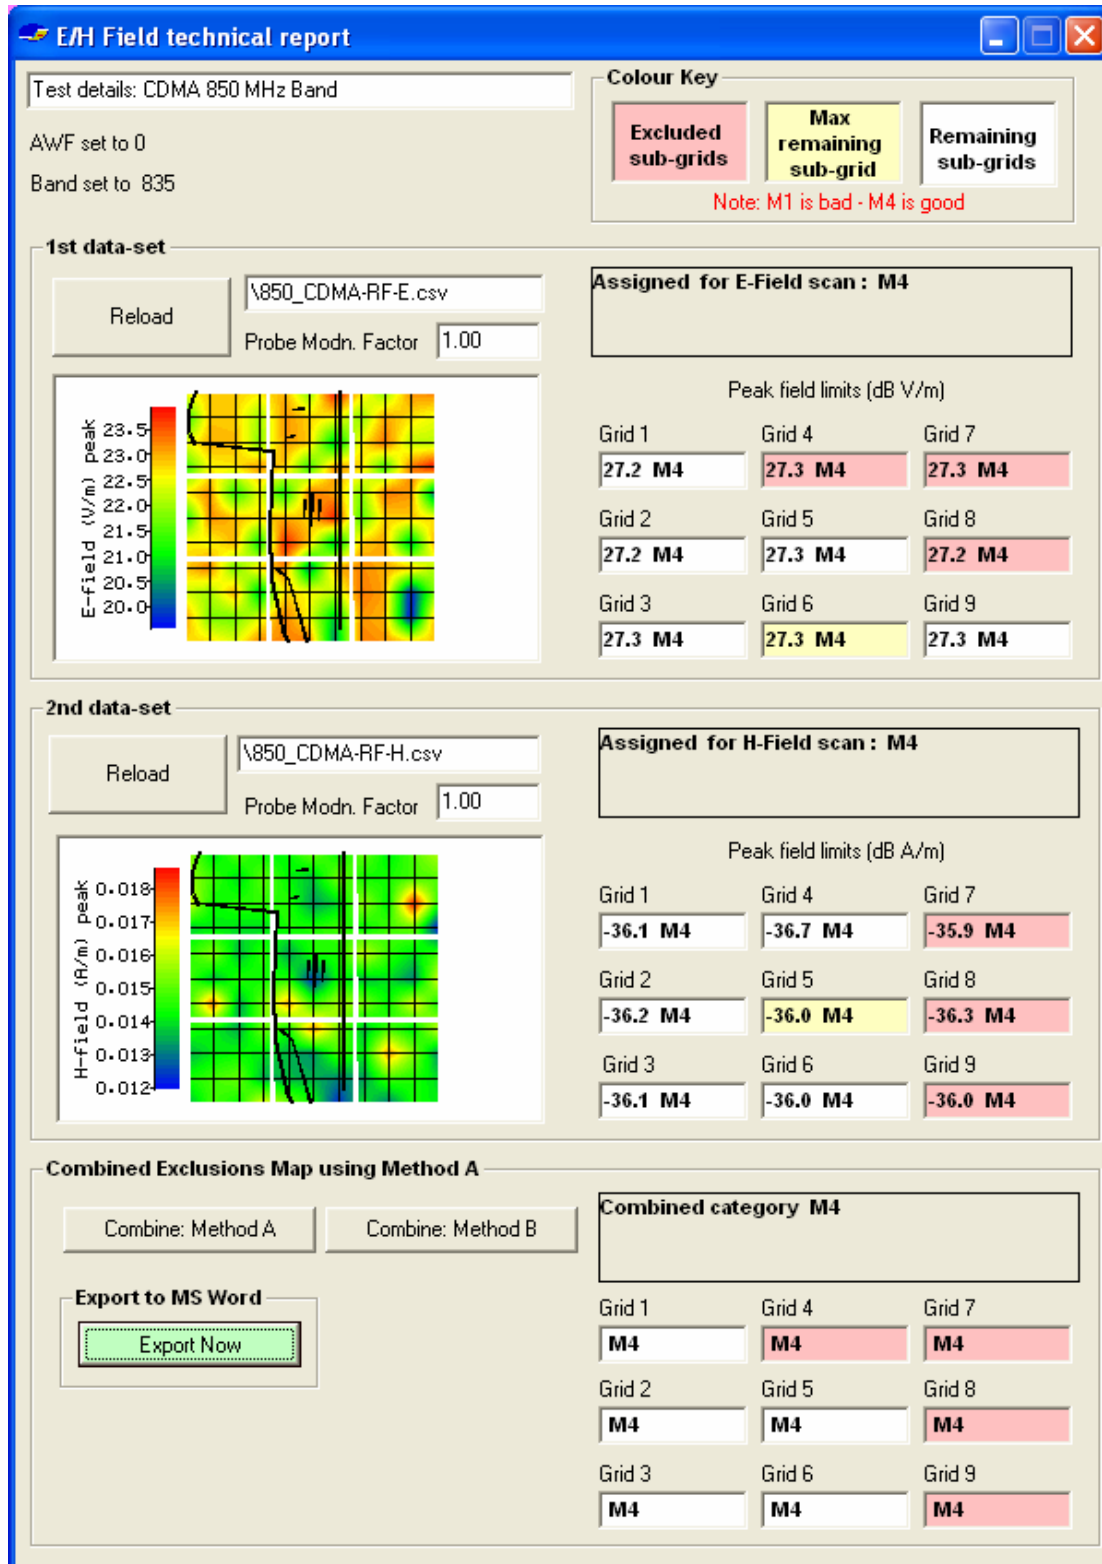 E/H Field technical report
Test details: CDMA 850 MHz Band
AWF set to 0
Band set to 835
Colour Key
Excluded sub-grids
Max remaining sub-grid
Remaining sub-grids
Note: M1 is bad - M4 is good
1st data-set
Reload
\850_CDMA-RF-E.csv
Probe Modn. Factor 1.00
Assigned for E-Field scan : M4
E-field (V/m) peak
23.5
23.0
22.5
22.0
21.5
21.0
20.5
20.0
Peak field limits (dB V/m)
Grid 1 Grid 4 Grid 7
27.2 M4 27.3 M4 27.3 M4
Grid 2 Grid 5 Grid 8
27.2 M4 27.3 M4 27.2 M4
Grid 3 Grid 6 Grid 9
27.3 M4 27.3 M4 27.3 M4
2nd data-set
Reload
\850_CDMA-RF-H.csv
Probe Modn. Factor 1.00
Assigned for H-Field scan : M4
H-field (A/m) peak
0.018
0.017
0.016
0.015
0.014
0.013
0.012
Peak field limits (dB A/m)
Grid 1 Grid 4 Grid 7
-36.1 M4 -36.7 M4 -35.9 M4
Grid 2 Grid 5 Grid 8
-36.2 M4 -36.0 M4 -36.3 M4
Grid 3 Grid 6 Grid 9
-36.1 M4 -36.0 M4 -36.0 M4
Combined Exclusions Map using Method A
Combine: Method A
Combine: Method B
Export to MS Word
Export Now
Combined category M4
Grid 1 Grid 4 Grid 7
M4 M4 M4
Grid 2 Grid 5 Grid 8
M4 M4 M4
Grid 3 Grid 6 Grid 9
M4 M4 M4